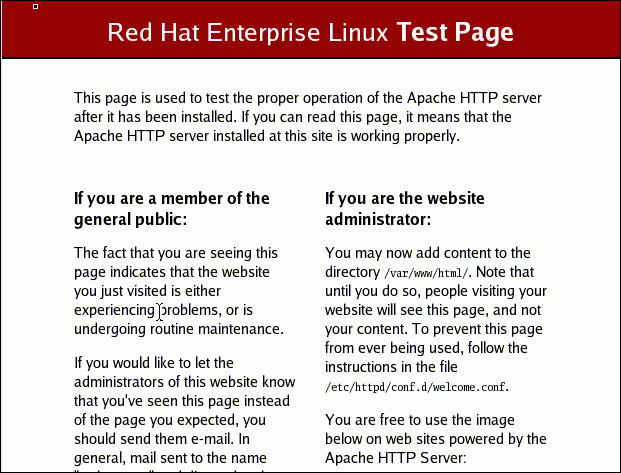 Red Hat Enterprise Linux Test Page
This page is used to test the proper operation of the Apache HTTP server
after it has been installed. If you can read this page, it means that the
Apache HTTP server installed at this site is working properly.
If you are a member of the
general public:
The fact that you are seeing this
page indicates that the website
you just visited is either
experiencing problems, or is
undergoing routine maintenance.
If you would like to let the
administrators of this website know
that you've seen this page instead
of the page you expected, you
should send them e-mail. In
general, mail sent to the name
If you are the website
administrator:
You may now add content to the
directory /var/www/html/. Note that
until you do so, people visiting your
website will see this page, and not
your content. To prevent this page
from ever being used, follow the
instructions in the file
/etc/httpd/conf.d/welcome.conf.
You are free to use the image
below on web sites powered by the
Apache HTTP Server: